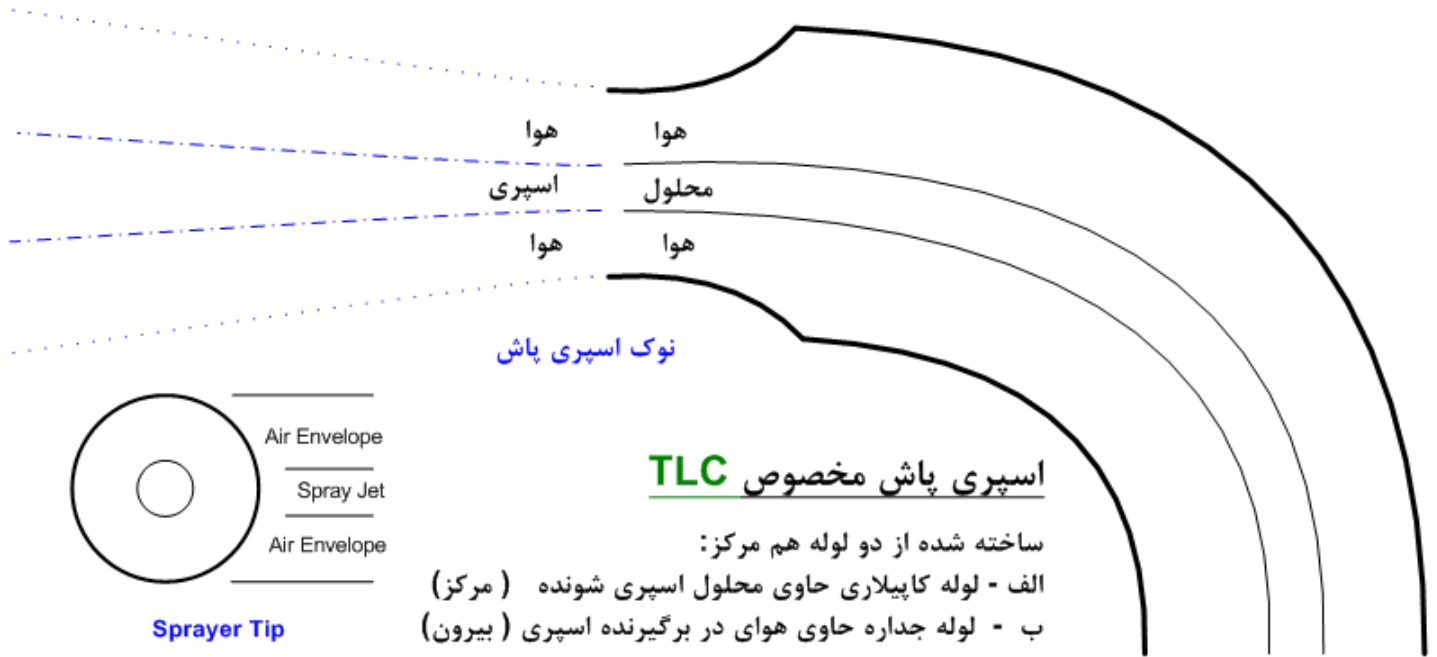 هوا هوا
اسپری محلول
هوا هوا
نوک اسپری پاش
Air Envelope
Spray Jet
Air Envelope
Sprayer Tip
اسپری پاش مخصوص TLC
ساخته شده از دو لوله هم مرکز:
الف - لوله کاپیلاری حاوی محلول اسپری شونده ( مرکز)
ب - لوله جداره حاوی هوای در برگیرنده اسپری ( بیرون)